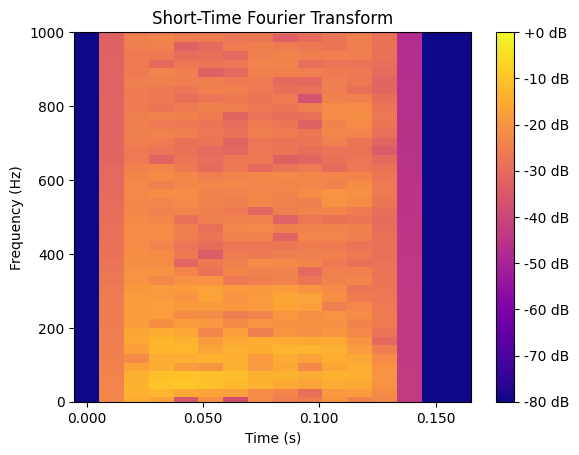 Short-Time Fourier Transform
1000
800
600
400
200
0
Frequency (Hz)
0.000
0.050
0.100
0.150
Time (s)
+0 dB
-10 dB
-20 dB
-30 dB
-40 dB
-50 dB
-60 dB
-70 dB
-80 dB